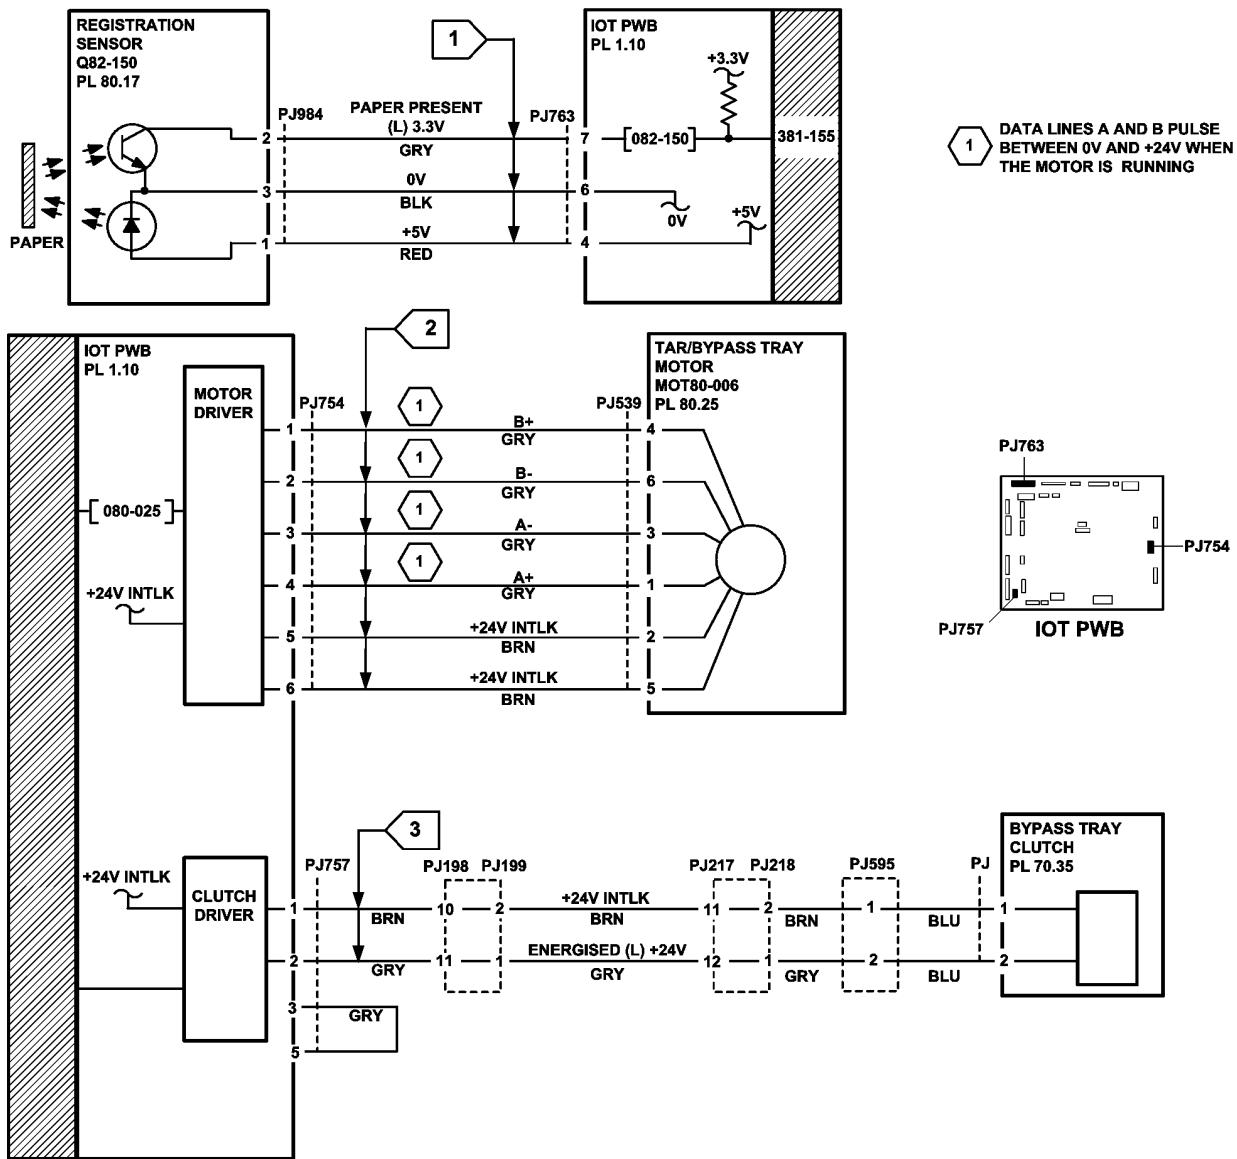 REGISTRATION
SENSOR
Q82-150
PL 80.17
1
IOT PWB
PL 1.10
+3.3V
PJ984
PAPER PRESENT
(L) 3.3V
PJ763
2
GRY
7
[082-150]
381-155
0V
3
BLK
6
0V
+5V
+5V
1
RED
4
PAPER
1
DATA LINES A AND B PULSE
BETWEEN 0V AND +24V WHEN
THE MOTOR IS RUNNING
IOT PWB
PL 1.10
MOTOR
DRIVER
2
PJ754
PJ539
TAR/BYPASS TRAY
MOTOR
MOT80-006
PL 80.25
1
1
B+
GRY
4
1
2
B-
GRY
6
[080-025]
1
3
A-
GRY
3
1
4
A+
GRY
1
+24V INTLK
5
+24V INTLK
BRN
2
6
+24V INTLK
BRN
5
PJ763
PJ754
PJ757
IOT PWB
3
+24V INTLK
CLUTCH
DRIVER
PJ757
PJ198
PJ199
PJ217
PJ218
PJ595
PJ
BYPASS TRAY
CLUTCH
PL 70.35
1
BRN
10
2
+24V INTLK
BRN
11
2
BRN
1
BLU
1
2
GRY
11
1
ENERGISED (L) +24V
GRY
12
1
GRY
2
BLU
2
3
GRY
5